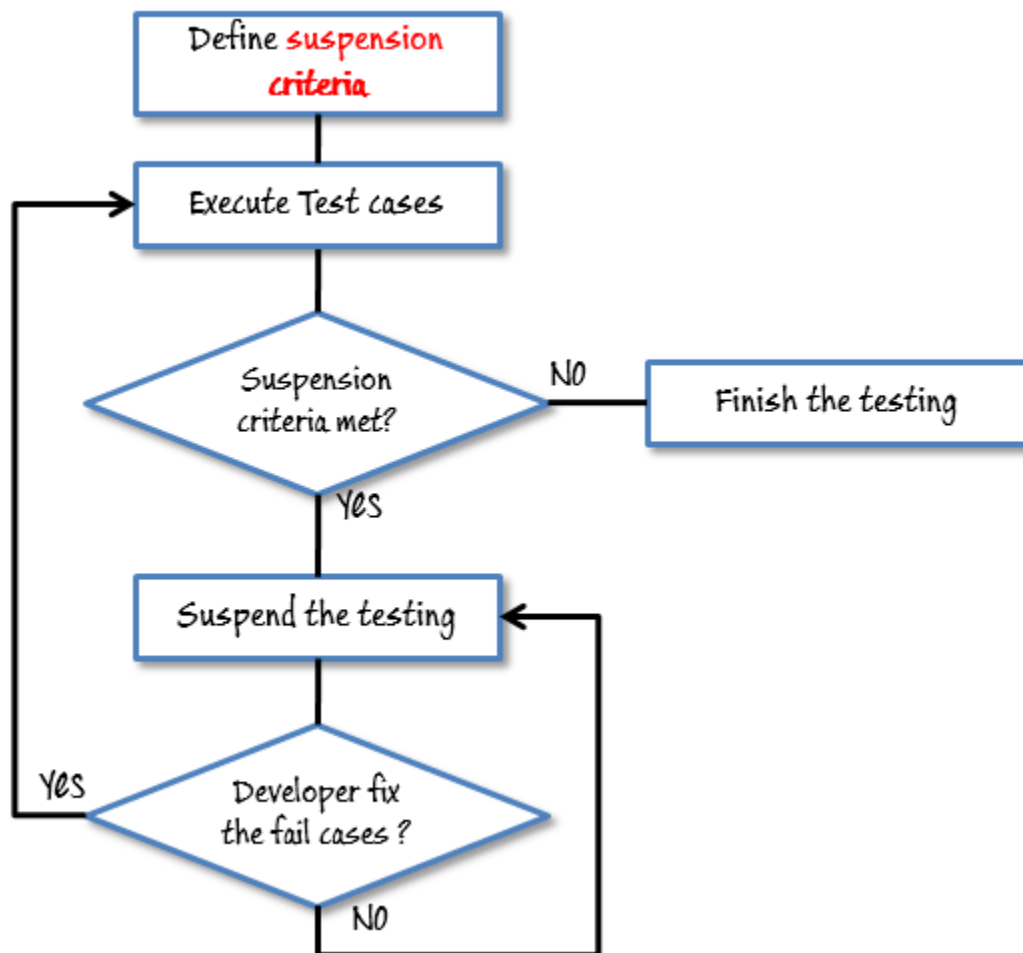 Define suspension
criteria
Execute Test cases
Suspension
criteria met?
NO
Finish the testing
Yes
Suspend the testing
Yes
Developer fix
the fail cases ?
NO